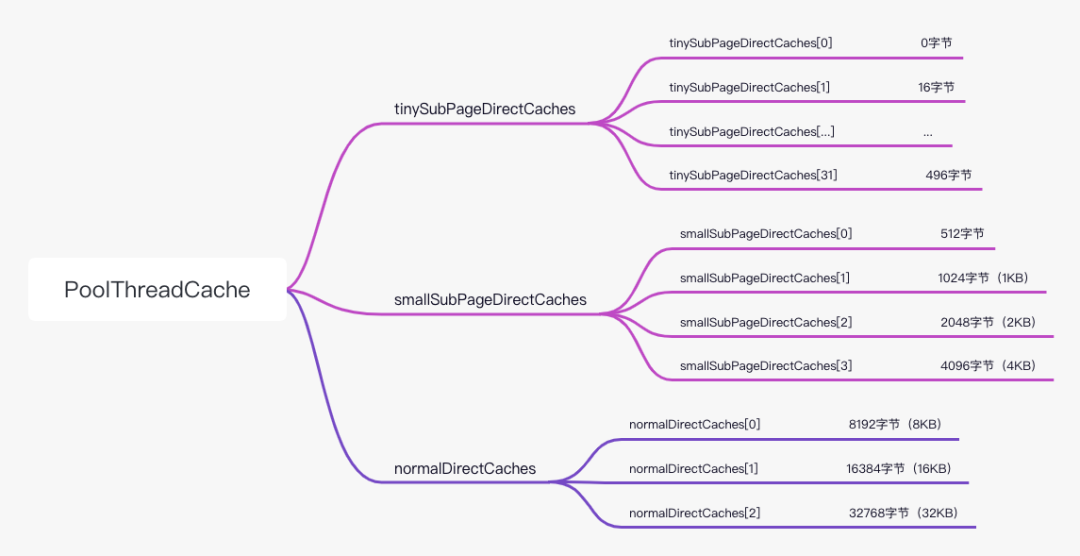 PoolThreadCache
tinySubPageDirectCaches
tinySubPageDirectCaches[0] 0字节
tinySubPageDirectCaches[1] 16字节
tinySubPageDirectCaches[...] ...
tinySubPageDirectCaches[31] 496字节
smallSubPageDirectCaches
smallSubPageDirectCaches[0] 512字节
smallSubPageDirectCaches[1] 1024字节（1KB）
smallSubPageDirectCaches[2] 2048字节（2KB）
smallSubPageDirectCaches[3] 4096字节（4KB）
normalDirectCaches
normalDirectCaches[0] 8192字节（8KB）
normalDirectCaches[1] 16384字节（16KB）
normalDirectCaches[2] 32768字节（32KB）